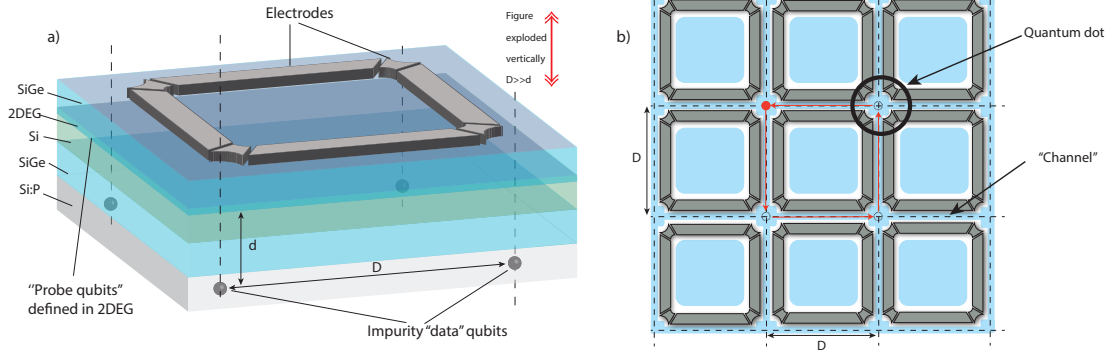 a)
Electrodes
Figure
exploded
vertically
D>>d
SiGe
2DEG
Si
SiGe
Si:P
d
D
"Probe qubits"
defined in 2DEG
Impurity "data" qubits
b)
Quantum dot
D
"Channel"
D